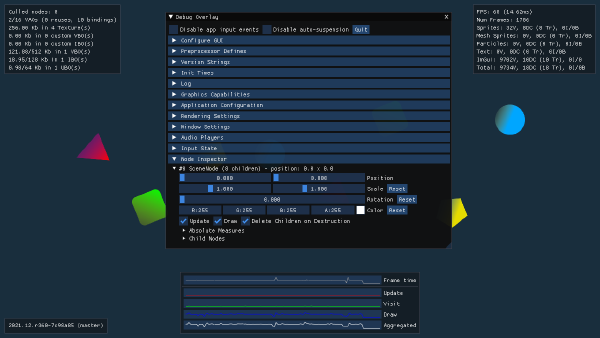 Culled nodes: 0
2/16 VAOs (0 reuses, 10 bindings)
256.00 Kb in 4 Texture(s)
0.00 Kb in 0 custom VBO(s)
0.00 Kb in 0 custom IBO(s)
121.88/512 Kb in 1 VBO(s)
18.95/128 Kb in 1 IBO(s)
8.98/64 Kb in 1 UBO(s)
Debug Overlay X
Disable app input events Disable auto-suspension Quit
Configure GUI
Preprocessor Defines
Version Strings
Init Times
Log
Graphics Capabilities
Application Configuration
Rendering Settings
Window Settings
Audio Players
Input State
Node Inspector
#0 SceneNode (0 children) - position: 0.0 x 0.0
0.000 0.000 Position
1.000 1.000 Scale Reset
0.000 Rotation Reset
R:255 G:255 B:255 A:255 Color Reset
Update Draw Delete Children on Destruction
Absolute Measures
Child Nodes
FPS: 60 (14.62ms)
Num Frames: 1706
Sprites: 32V, 8DC (0 Tr), 0I/0B
Mesh Sprites: 0V, 0DC (0 Tr), 0I/0B
Particles: 0V, 0DC (0 Tr), 0I/0B
Text: 0V, 0DC (0 Tr), 0I/0B
ImGui: 9702V, 10DC (10 Tr), 0I/0
Total: 9734V, 18DC (10 Tr), 0I/0B
Frame time
Update
Visit
Draw
Aggregated
2021.12.r360-7c98a85 (master)